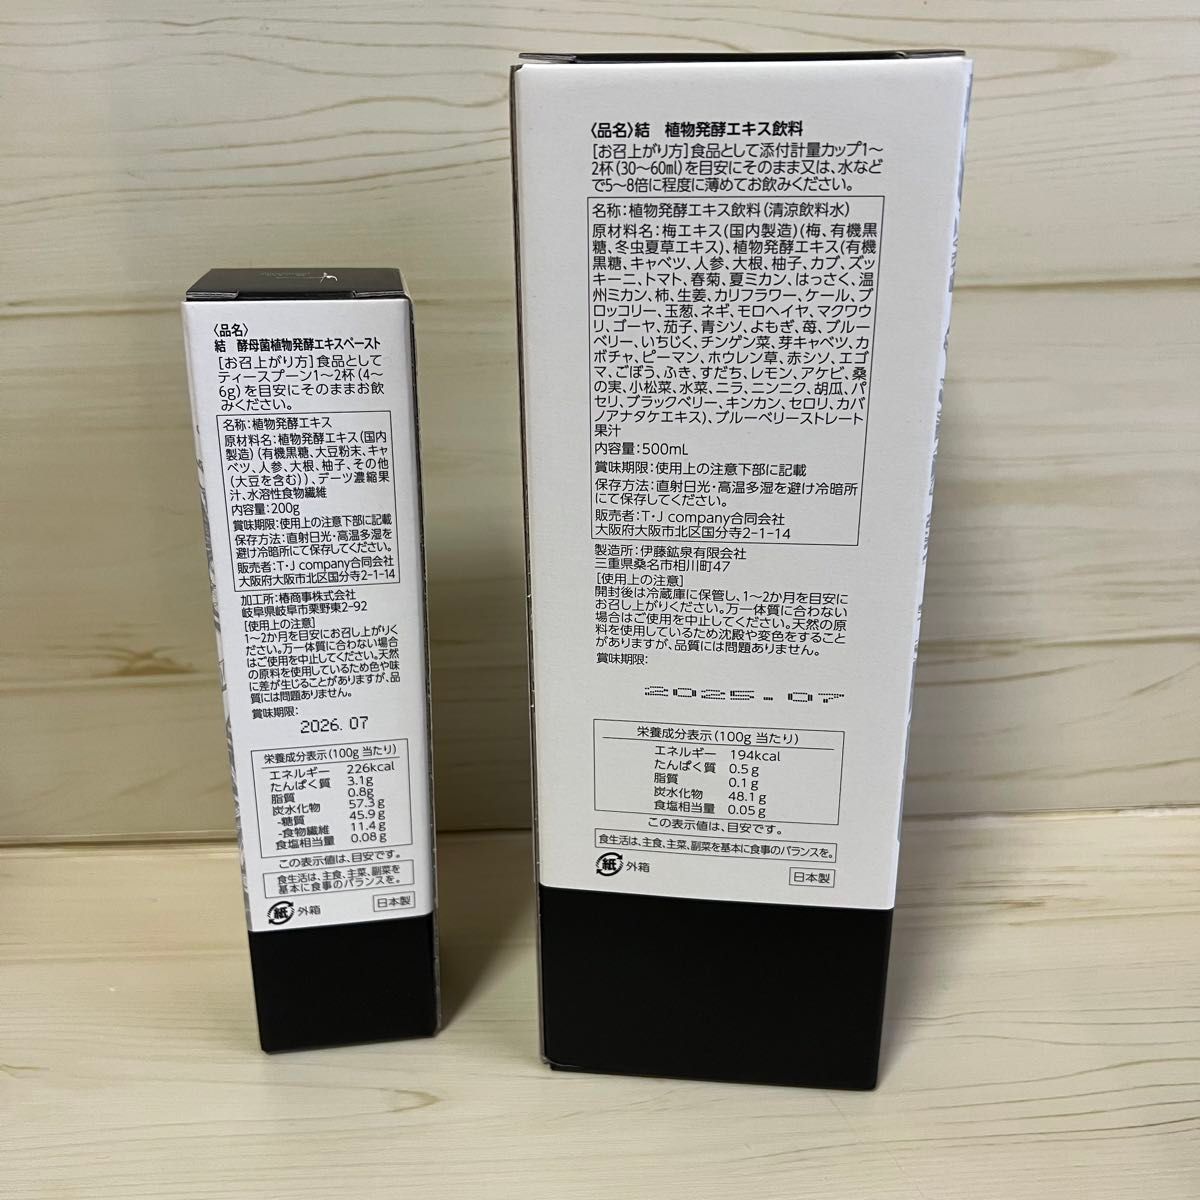 〈品名〉
結 酵母菌植物発酵エキスペースト
[お召し上がり方]食品として
ティースプーン1〜2杯(4〜
6g)を目安にそのままお飲
みください。
名称:植物発酵エキス
原材料名:植物発酵エキス(国内
製造)(有機黒糖、大豆粉末、キャ
ベツ、人参、大根、柚子、その他
(大豆を含む))、デーツ濃縮果
汁、水溶性食物繊維
内容量:200g
賞味期限:使用上の注意下部に記載
保存方法:直射日光・高温多湿を
避け冷暗所にて保存してください。
販売者:T・J company合同会社
大阪府大阪市北区国分寺2-1-14
加工所:椿商事株式会社
岐阜県岐阜市粟野東2-92
[使用上の注意]
1〜2か月を目安にお召し上がりく
ださい。万一体質に合わない場合
はご使用を中止してください。天然
の原料を使用しているため色や味
に差が生じることがありますが、品
質には問題ありません。
賞味期限:
2026.07
栄養成分表示(100g当たり)
エネルギー 226kcal
たんぱく質 3.1g
脂質 0.8g
炭水化物 57.3g
-糖質 45.9g
-食物繊維 11.4g
食塩相当量 0.08g
この表示値は、目安です。
食生活は、主食、主菜、副菜を
基本に食事のバランスを。
紙 外箱
日本製
〈品名〉結 植物発酵エキス飲料
[お召上がり方]食品として添付計量カップ1〜
2杯(30〜60ml)を目安にそのまま又は、水など
で5〜8倍に程度に薄めてお飲みください。
名称:植物発酵エキス飲料(清涼飲料水)
原材料名:梅エキス(国内製造)(梅、有機黒
糖、冬虫夏草エキス)、植物発酵エキス(有機
黒糖、キャベツ、人参、大根、柚子、カブ、ズッ
キーニ、トマト、春菊、夏ミカン、はっさく、温
州ミカン、柿、生姜、カリフラワー、ケール、ブ
ロッコリー、玉葱、ネギ、モロヘイヤ、マクワウ
リ、ゴーヤ、茄子、青シソ、よもぎ、苺、ブルー
ベリー、いちじく、チンゲン菜、芽キャベツ、カ
ボチャ、ピーマン、ホウレン草、赤シソ、エゴ
マ、ごぼう、ふき、すだち、レモン、アケビ、桑
の実、小松菜、水菜、ニラ、ニンニク、胡瓜、パ
セリ、ブラックベリー、キンカン、セロリ、カバ
ノアナタケエキス)、ブルーベリーストレート
果汁
内容量:500mL
賞味期限:使用上の注意下部に記載
保存方法:直射日光・高温多湿を避け冷暗所
にて保存してください。
販売者:T・J company合同会社
大阪府大阪市北区国分寺2-1-14
製造所:伊藤鉱泉有限会社
三重県桑名市相川町47
[使用上の注意]
開封後は冷蔵庫に保管し、1〜2か月を目安に
お召し上がりください。万一体質に合わない
場合はご使用を中止してください。天然の原
料を使用しているため沈殿や変色をすること
がありますが、品質には問題ありません。
賞味期限:
2025.07
栄養成分表示(100g当たり)
エネルギー 194kcal
たんぱく質 0.5g
脂質 0.1g
炭水化物 48.1g
食塩相当量 0.05g
この表示値は、目安です。
食生活は、主食、主菜、副菜を基本に食事のバランスを。
紙 外箱
日本製